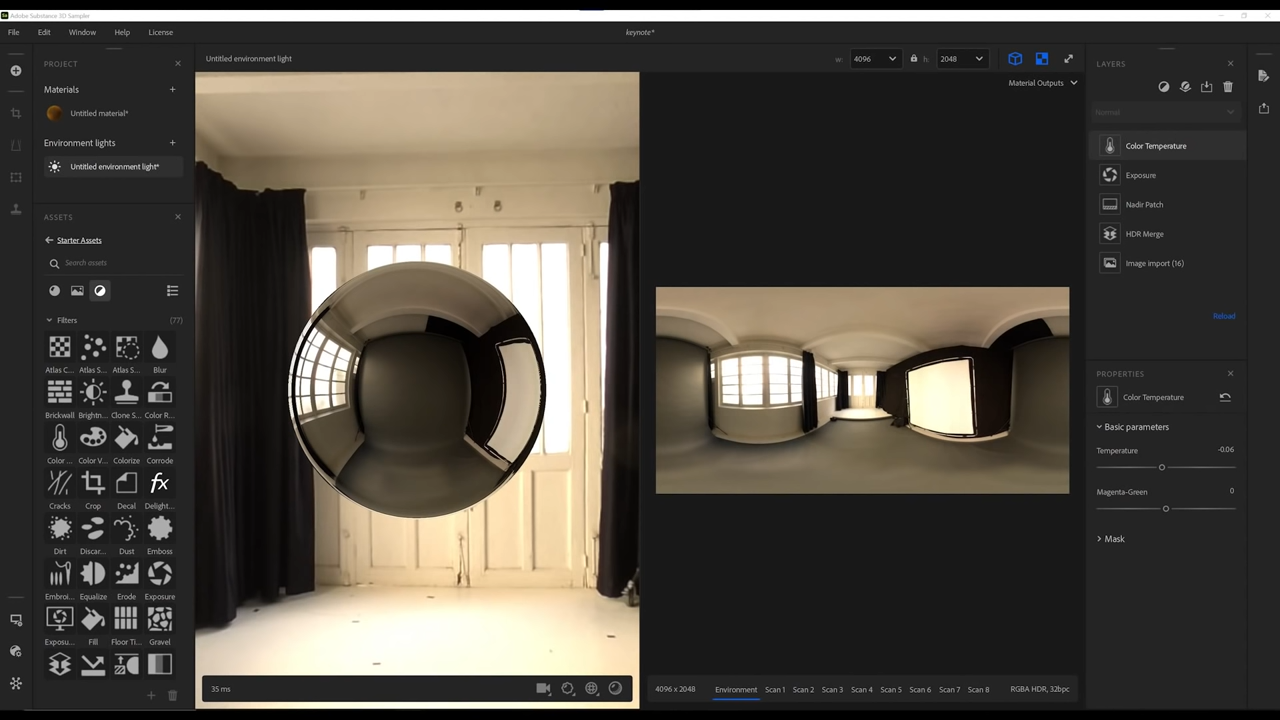 Adobe Substance 3D Sampler
File Edit Window Help License
keynote*
PROJECT
Materials
Untitled material*
Environment lights
Untitled environment light*
ASSETS
Starter Assets
Search assets
Filters (77)
Atlas C... Atlas S... Atlas S... Blur
Brickwall Brightn... Clone S... Color R...
Color ... Color V... Colorize Corrode
Cracks Crop Decal Delight...
Dirt Discar... Dust Emboss
Embroi... Equalize Erode Exposure
Exposu... Fill Floor Ti... Gravel
Untitled environment light
w: 4096 h: 2048
Material Outputs
35 ms
4096 x 2048 Environment Scan 1 Scan 2 Scan 3 Scan 4 Scan 5 Scan 6 Scan 7 Scan 8 RGBA HDR, 32bpc
LAYERS
Normal
Color Temperature
Exposure
Nadir Patch
HDR Merge
Image import (16)
Reload
PROPERTIES
Color Temperature
Basic parameters
Temperature -0.06
Magenta-Green 0
Mask